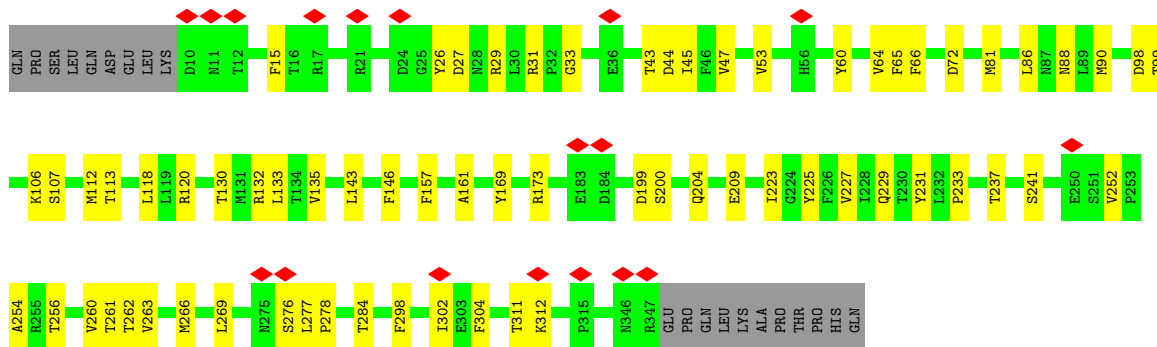 GLN PRO SER LEU GLN ASP GLU LEU LYS D10 N11 T12 F15 T16 R17 R21 D24 G25 Y26 D27 N28 R29 L30 R31 P32 G33 E36 T43 D44 I45 F46 V47 V53 H56 Y60 V64 F65 F66 D72 M81 L86 N87 N88 L89 M90 D98 T99
K106 S107 M112 T113 L118 L119 R120 T130 M131 R132 L133 T134 V135 L143 F146 F157 A161 Y169 R173 E183 D184 D199 S200 Q204 E209 I223 G224 Y225 F226 V227 I228 Q229 T230 Y231 L232 P233 T237 S241 E250 S251 V252 P253
A254 R255 T256 V260 T261 T262 V263 M266 L269 N275 S276 L277 P278 T284 F298 I302 E303 F304 T311 K312 P315 N346 R347 GLU PRO GLN LEU LYS ALA PRO THR PRO HIS GLN